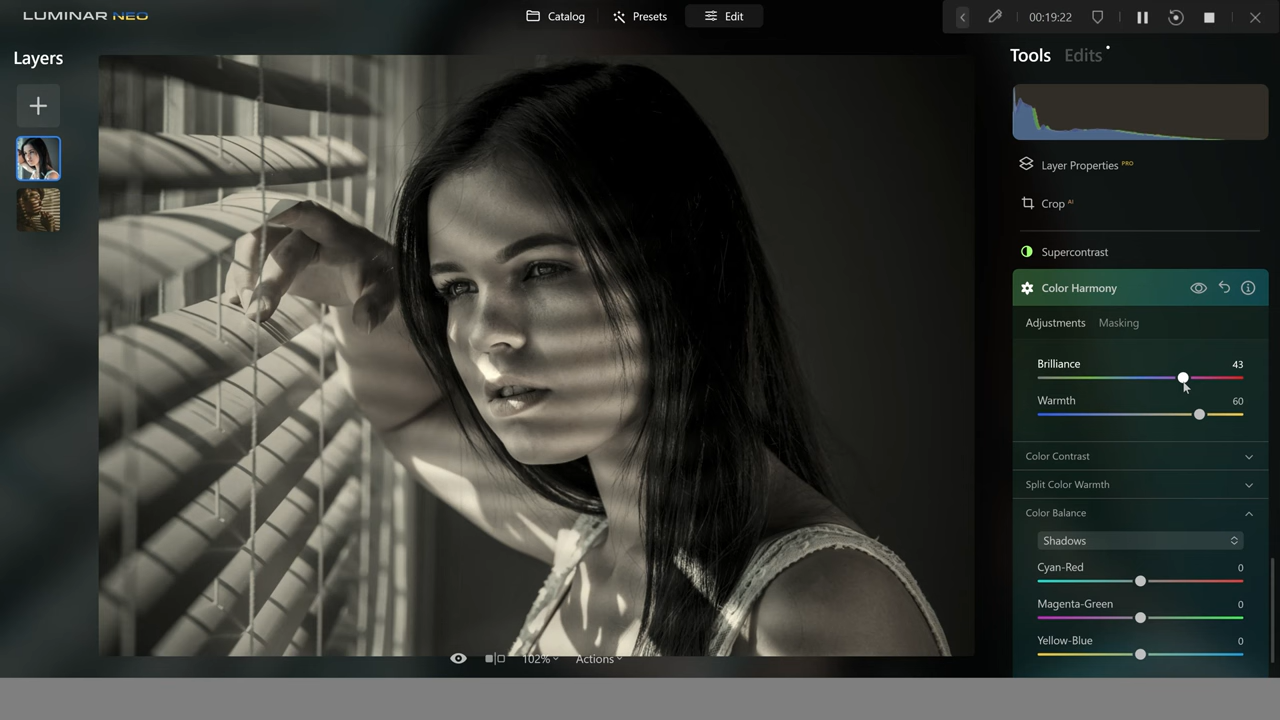 LUMINAR NEO
Catalog
Presets
Edit
00:19:22
Layers
Tools
Edits
Layer Properties PRO
Crop AI
Supercontrast
Color Harmony
Adjustments
Masking
Brilliance
43
Warmth
60
Color Contrast
Split Color Warmth
Color Balance
Shadows
Cyan-Red
0
Magenta-Green
0
Yellow-Blue
0
102%
Actions